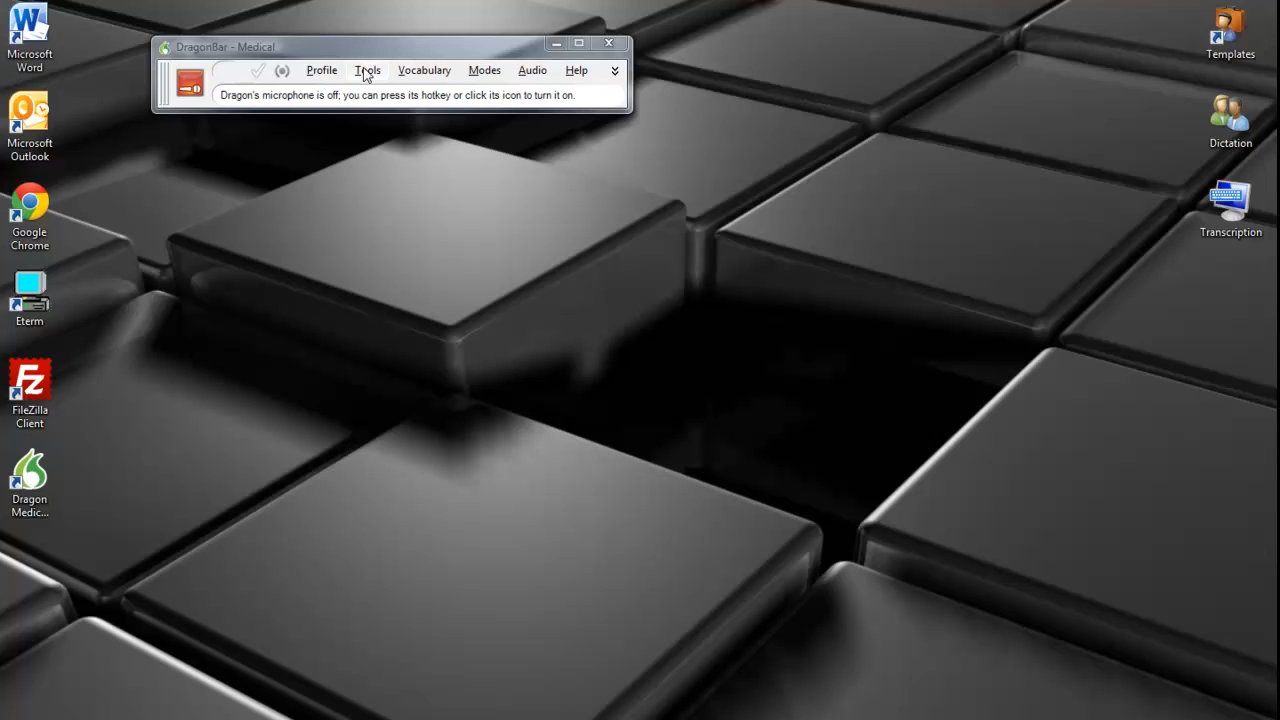 Microsoft
Word
Microsoft
Outlook
Google
Chrome
Eterm
FileZilla
Client
Dragon
Medic...
DragonBar - Medical
Profile Tools Vocabulary Modes Audio Help
Dragon's microphone is off; you can press its hotkey or click its icon to turn it on.
Templates
Dictation
Transcription